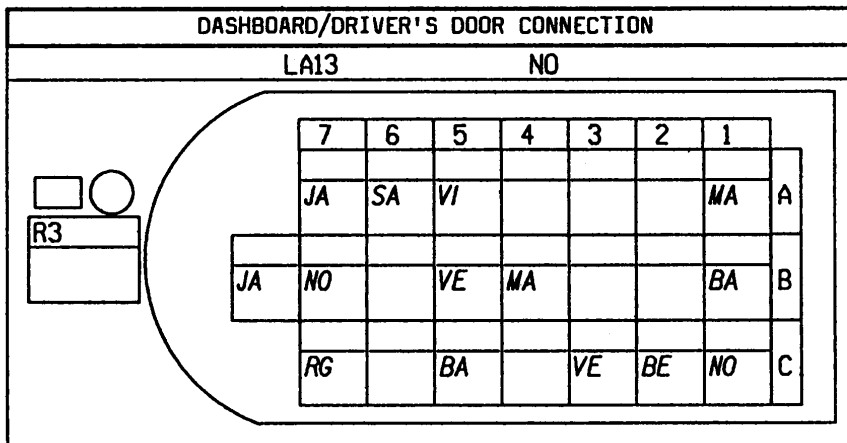 DASHBOARD/DRIVER'S DOOR CONNECTION
LA13 NO
7 6 5 4 3 2 1
JA SA VI MA A
R3
JA NO VE MA BA B
RG BA VE BE NO C